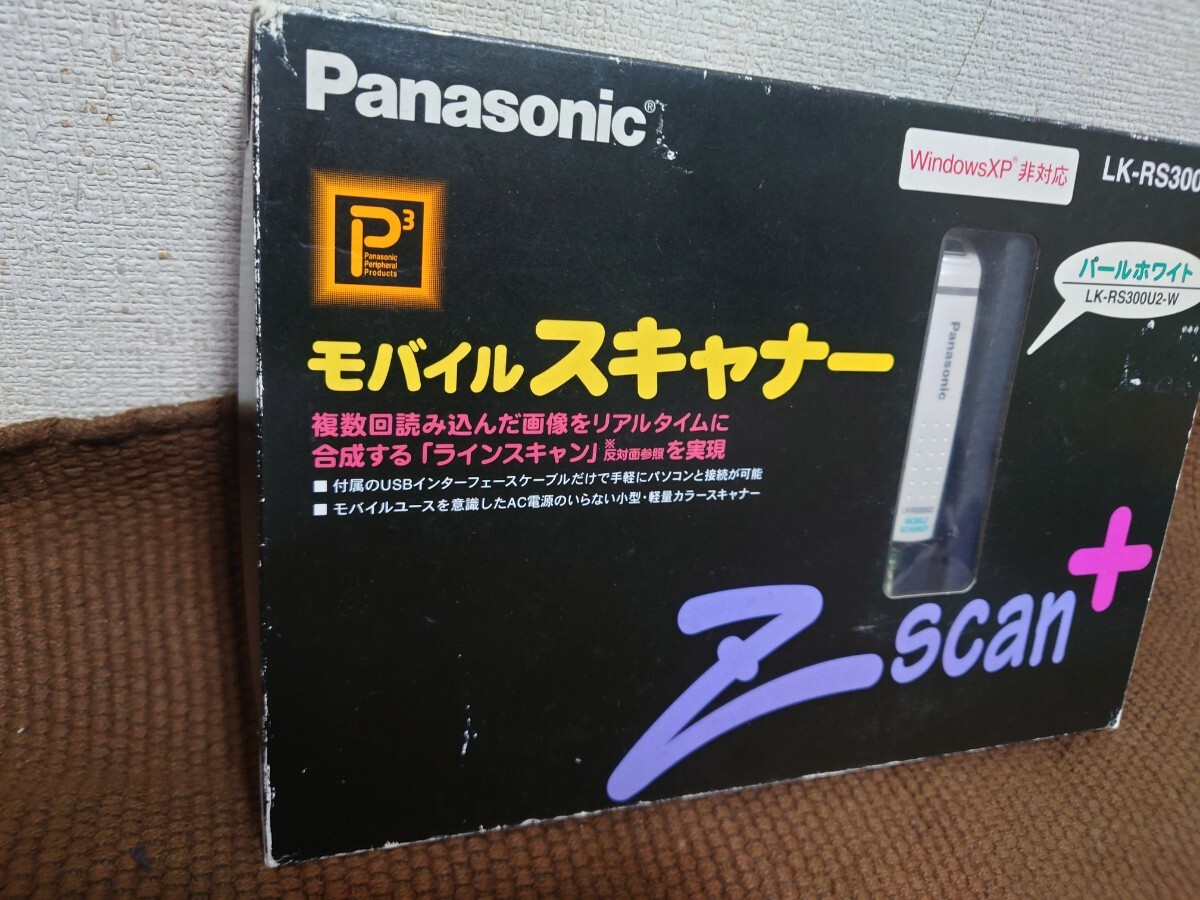 Panasonic®
WindowsXP® 非対応
LK-RS300
P3
Panasonic
Peripheral
Products
パールホワイト
LK-RS300U2-W
モバイルスキャナー
Panasonic
複数回読み込んだ画像をリアルタイムに
合成する「ラインスキャン」※反対面参照を実現
■ 付属のUSBインターフェースケーブルだけで手軽にパソコンと接続が可能
■ モバイルユースを意識したAC電源のいらない小型・軽量カラースキャナー
MOBILE
SCANNER
Z scan+